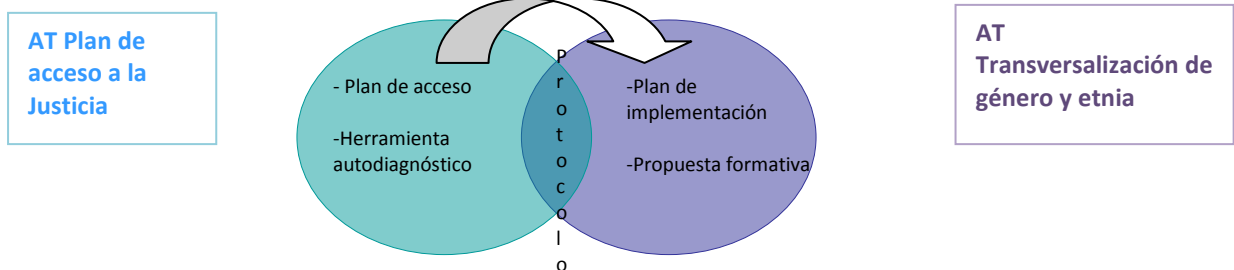 AT Plan de
acceso a la
Justicia
- Plan de acceso
-Herramienta
autodiagnóstico
Protocolo
-Plan de
implementación
-Propuesta formativa
AT
Transversalización de
género y etnia